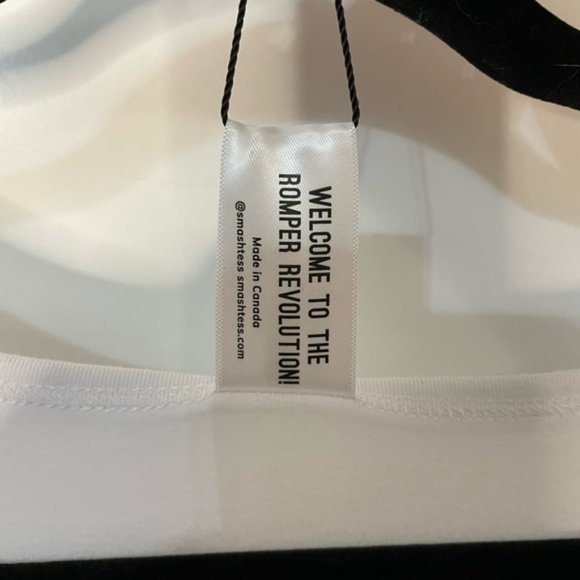 WELCOME TO THE
ROMPER REVOLUTION!
Made in Canada
@smashtess smashtess.com